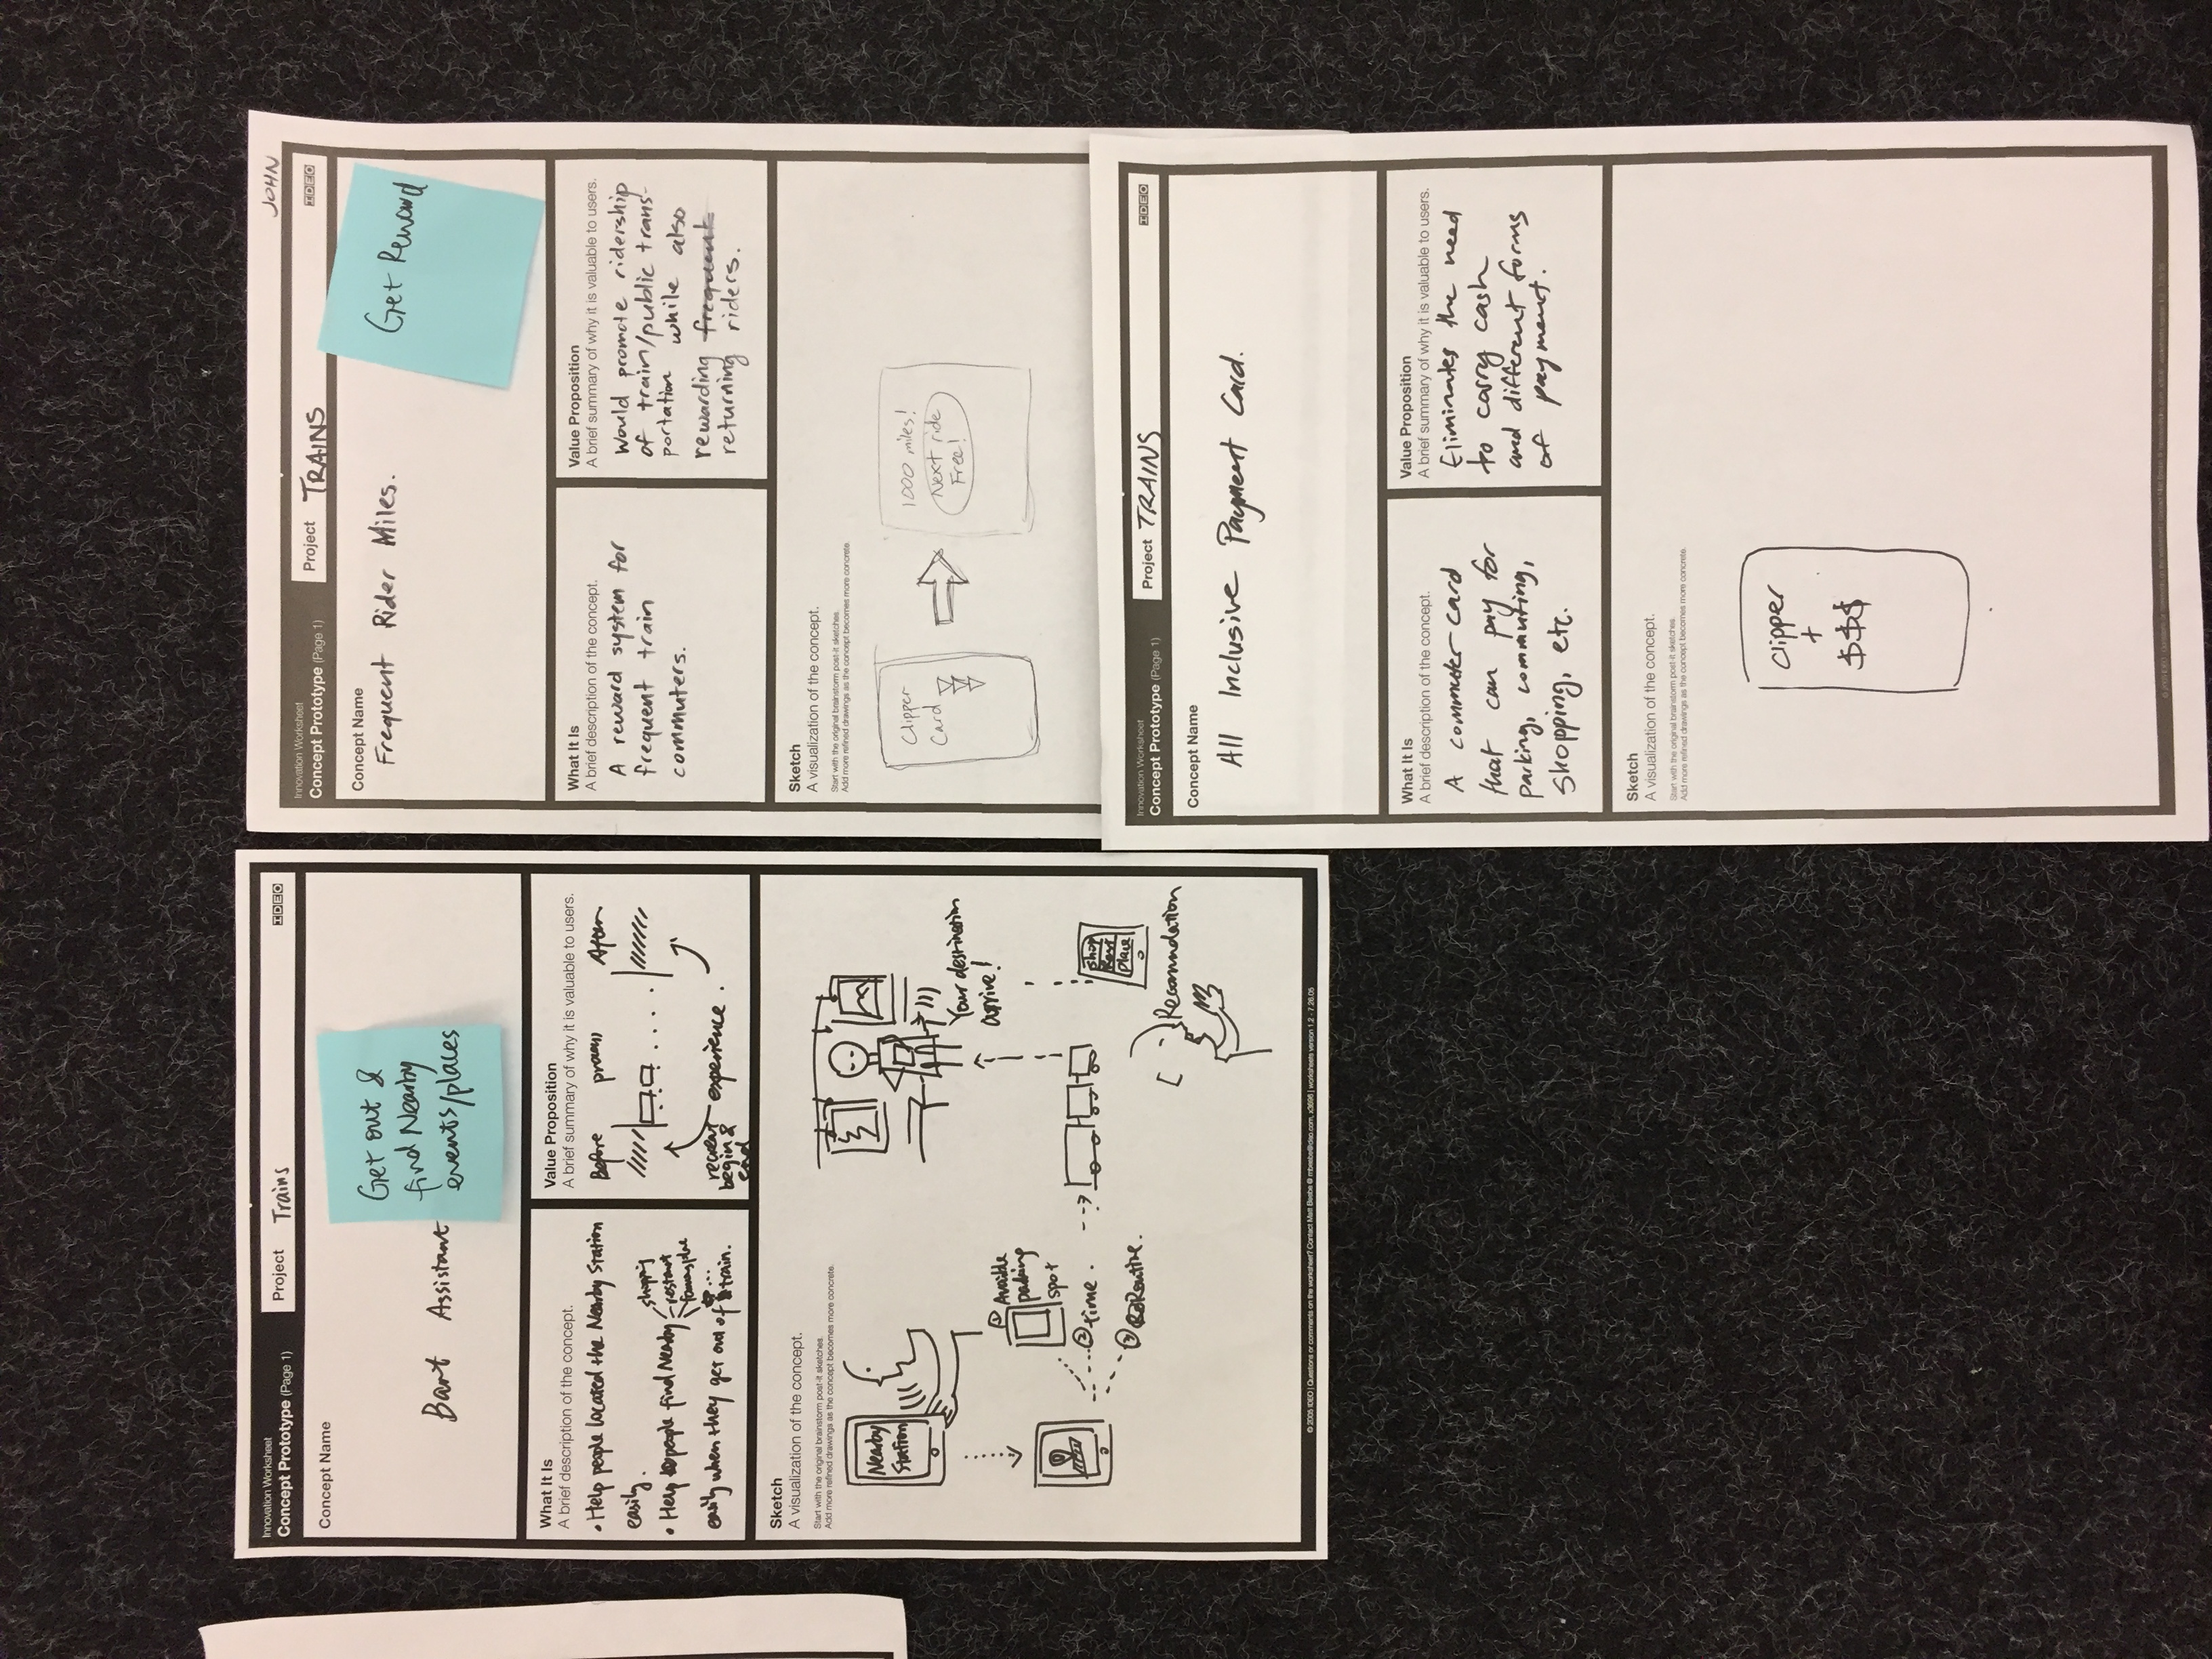 Innovation Worksheet
Concept Prototype (Page 1)
Project Trains
IDEO
Concept Name
Bart Assistant
Get out &
find Nearby
events/places
What It Is
A brief description of the concept.
• Help people located the Nearby Station
easily.
• Help people find Nearby
shopping
restant
famous plac
...
easily when they get out of train.
Value Proposition
A brief summary of why it is valuable to users.
Before process After
recreat
begin &
end
experience.
Sketch
A visualization of the concept.
Start with the original brainstorm post-it sketches.
Add more refined drawings as the concept becomes more concrete.
Nearby
Station
① Avaible
parking
spot
② time.
③ Routine.
Your destination
arrive!
shop
Rest
place
Recomndation
© 2005 IDEO | Questions or comments on the worksheet? Contact Matt Beebe @ mbeebe@ideo.com, x3696 | worksheets version 1.2 - 7.26.05
JOHN
Innovation Worksheet
Concept Prototype (Page 1)
Project TRAINS
IDEO
Concept Name
Frequent Rider Miles.
Get Reward
What It Is
A brief description of the concept.
A reward system for
frequent train
commuters.
Value Proposition
A brief summary of why it is valuable to users.
Would promote ridership
of train/public trans-
portation while also
rewarding frequent
returning riders.
Sketch
A visualization of the concept.
Start with the original brainstorm post-it sketches.
Add more refined drawings as the concept becomes more concrete.
Clipper
Card
1000 miles!
Next ride
Free!
Innovation Worksheet
Concept Prototype (Page 1)
Project TRAINS
IDEO
Concept Name
All Inclusive Payment Card.
What It Is
A brief description of the concept.
A commuter card
that can pay for
parking, commuting,
shopping, etc.
Value Proposition
A brief summary of why it is valuable to users.
Eliminates the need
to carry cash
and different forms
of payment.
Sketch
A visualization of the concept.
Start with the original brainstorm post-it sketches.
Add more refined drawings as the concept becomes more concrete.
Clipper
+
$$$